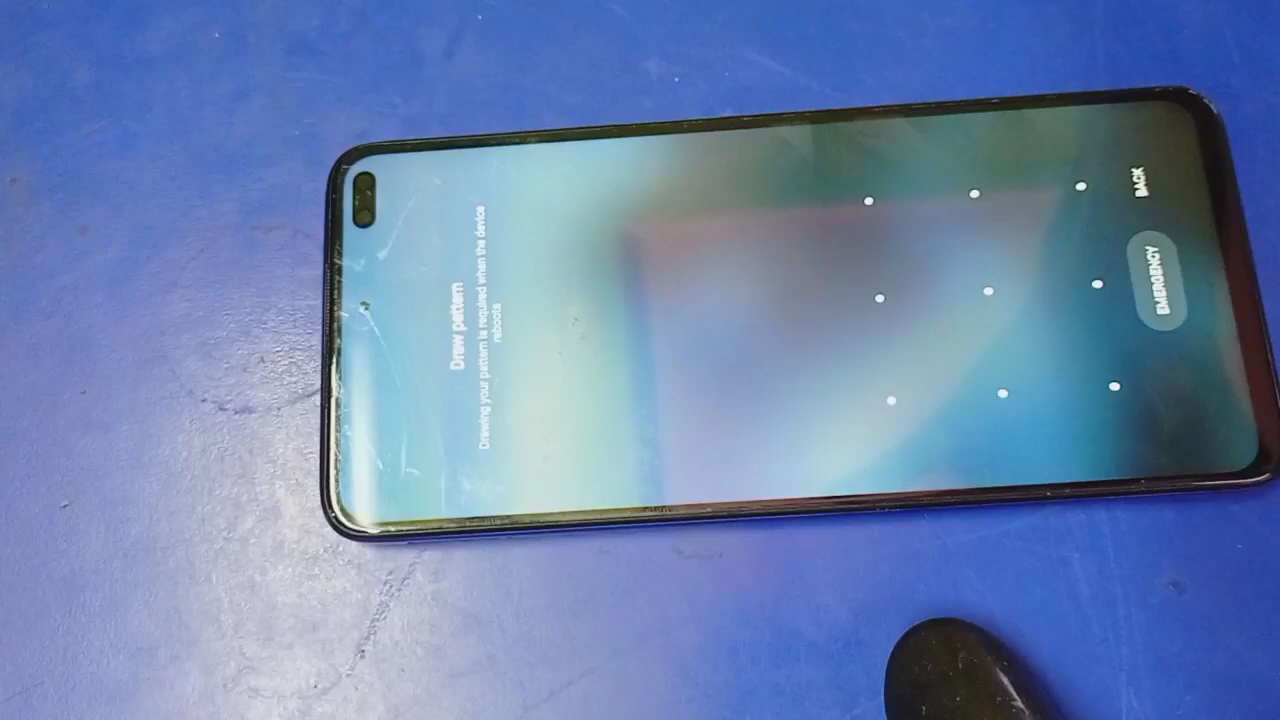 Draw pattern
Drawing your pattern is required when the device
reboots
EMERGENCY
BACK